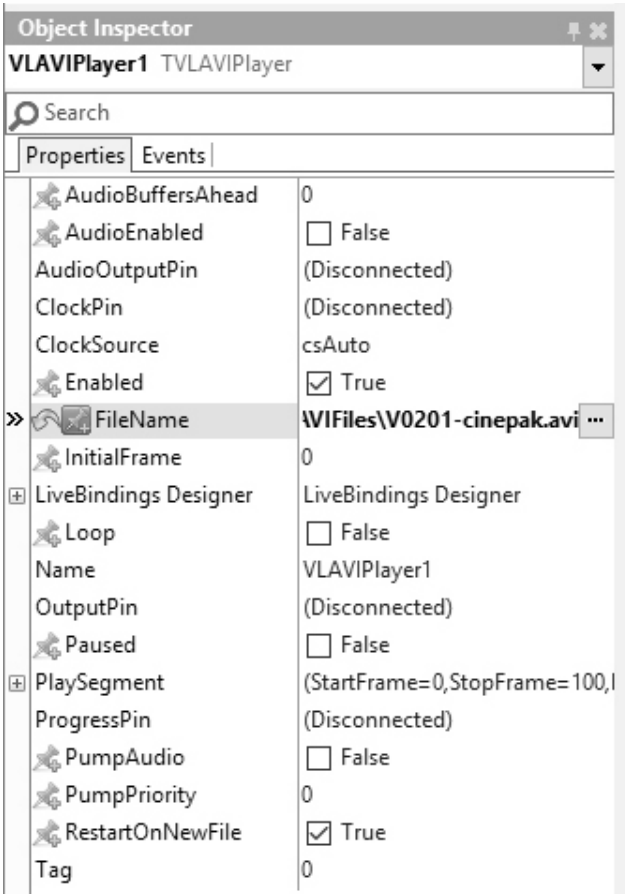 Object Inspector
VLAVIPlayer1 TVLAVIPlayer
Search
Properties Events
AudioBuffersAhead 0
AudioEnabled False
AudioOutputPin (Disconnected)
ClockPin (Disconnected)
ClockSource csAuto
Enabled True
FileName \VIFiles\V0201-cinepak.avi ...
InitialFrame 0
LiveBindings Designer LiveBindings Designer
Loop False
Name VLAVIPlayer1
OutputPin (Disconnected)
Paused False
PlaySegment (StartFrame=0,StopFrame=100,
ProgressPin (Disconnected)
PumpAudio False
PumpPriority 0
RestartOnNewFile True
Tag 0